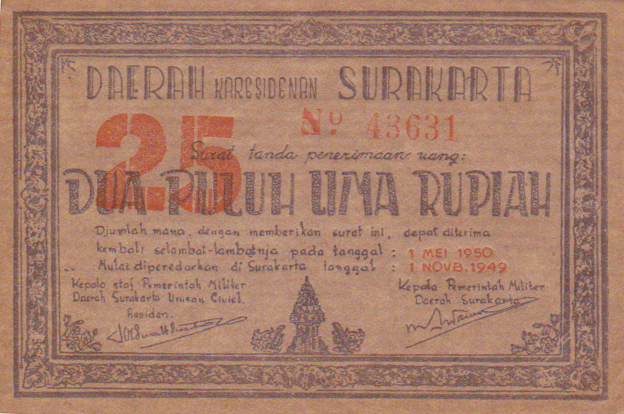 DAERAH KARESIDENAN SURAKARTA
25
Nº 43631
Surat tanda penerimaan uang:
DUA PULUH LIMA RUPIAH
Djumlah mana, dengan memberikan surat ini, dapat diterima
kembali selambat-lambatnja pada tanggal : 1 MEI 1950
Mulai diperedarkan di Surakarta tanggal : 1 NOVB. 1949
Kepala staf Pemerintah Militer
Daerah Surakarta Urusan Civiel.
Residen.
Kepala Pemerintah Militer
Daerah Surakarta